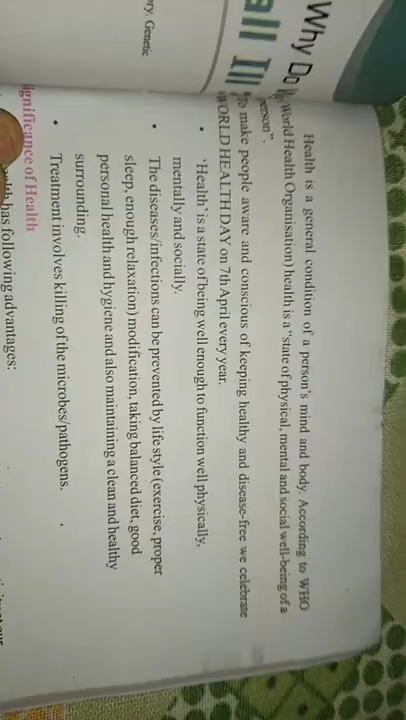 ory. Genetic
Why Do
all Ill
Health is a general condition of a person's mind and body. According to WHO
World Health Organisation) health is a "state of physical, mental and social well-being of a
person".
To make people aware and conscious of keeping healthy and disease-free we celebrate
WORLD HEALTH DAY on 7th April every year.
• 'Health' is a state of being well enough to function well physically,
mentally and socially.
• The diseases/infections can be prevented by life style (exercise, proper
sleep, enough relaxation) modification, taking balanced diet, good
personal health and hygiene and also maintaining a clean and healthy
surrounding.
• Treatment involves killing of the microbes/pathogens.
ignificance of Health
has following advantages: